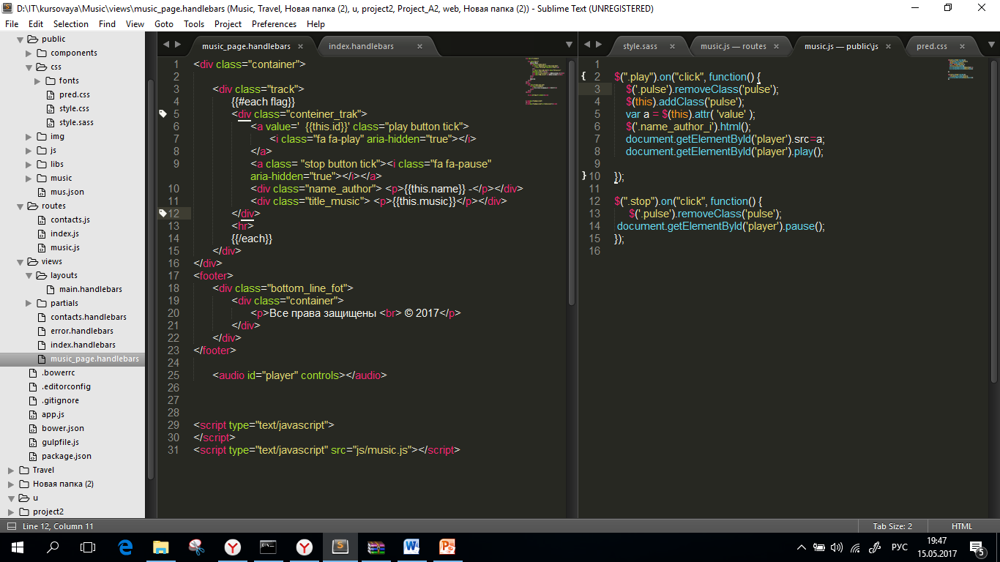 D:\IT\kursovaya\Music\views\music_page.handlebars (Music, Travel, Новая папка (2), u, project2, Project_A2, web, Новая папка (2)) - Sublime Text (UNREGISTERED)
File Edit Selection Find View Goto Tools Project Preferences Help
public
components
css
fonts
pred.css
style.css
style.sass
img
js
libs
music
mus.json
routes
contacts.js
index.js
music.js
views
layouts
main.handlebars
partials
contacts.handlebars
error.handlebars
index.handlebars
music_page.handlebars
.bowerrc
.editorconfig
.gitignore
app.js
bower.json
gulpfile.js
package.json
Travel
Новая папка (2)
u
project2
music_page.handlebars × index.handlebars ×
1 <div class="container">
2
3 <div class="track">
4 {{#each flag}}
5 <div class="conteiner_trak">
6 <a value=' {{this.id}}' class="play button tick">
7 <i class="fa fa-play" aria-hidden="true"></i>
8 </a>
9 <a class= "stop button tick"><i class="fa fa-pause"
aria-hidden="true"></i></a>
10 <div class="name_author"> <p>{{this.name}} -</p></div>
11 <div class="title_music"> <p>{{this.music}}</p></div>
12 </div>
13 <hr>
14 {{/each}}
15 </div>
16 </div>
17 <footer>
18 <div class="bottom_line_fot">
19 <div class="container">
20 <p>Все права защищены <br> © 2017</p>
21 </div>
22 </div>
23 </footer>
24
25 <audio id="player" controls></audio>
26
27
28
29 <script type="text/javascript">
30 </script>
31 <script type="text/javascript" src="js/music.js"></script>
style.sass × music.js — routes × music.js — public\js × pred.css ×
1
2 $(".play").on("click", function() {
3 $('.pulse').removeClass('pulse');
4 $(this).addClass('pulse');
5 var a = $(this).attr( 'value' );
6 $('.name_author_i').html();
7 document.getElementById('player').src=a;
8 document.getElementById('player').play();
9
10 });
11
12 $(".stop").on("click", function() {
13 $('.pulse').removeClass('pulse');
14 document.getElementById('player').pause();
15 });
16
Line 12, Column 11 Tab Size: 2 HTML
РУС
19:47
15.05.2017
5